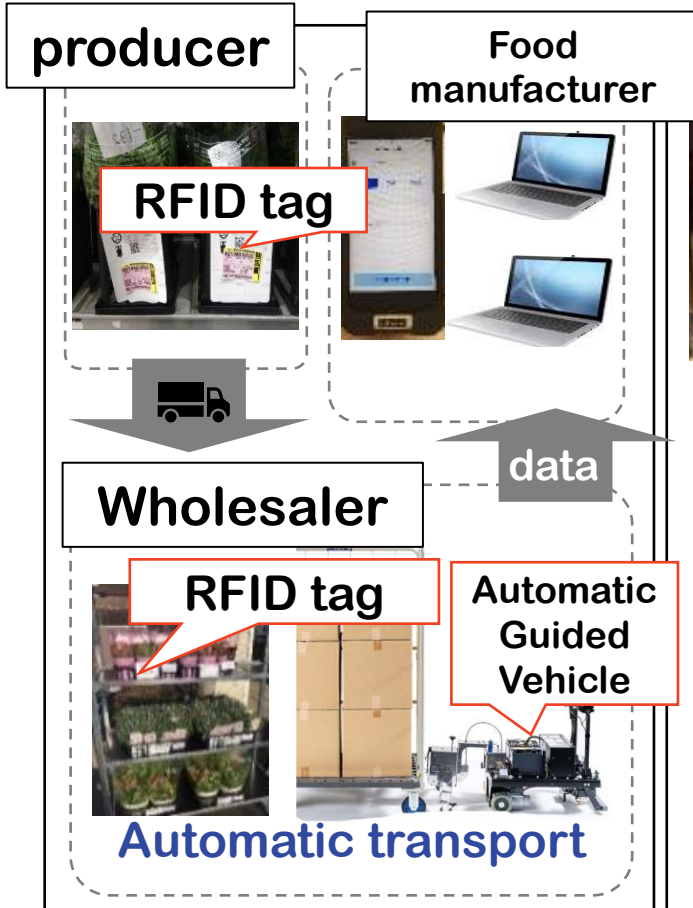 producer
Food
manufacturer
RFID tag
data
Wholesaler
RFID tag
Automatic
Guided
Vehicle
Automatic transport